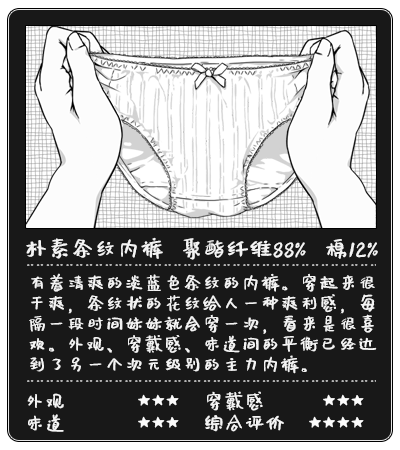 朴素条纹内裤 聚酯纤维88% 棉12%
有着清爽的淡蓝色条纹的内裤。穿起来很
干爽，条纹状的花纹给人一种爽利感，每
隔一段时间妹妹就会穿一次，看来是很喜
欢。外观、穿戴感、味道间的平衡已经达
到了另一个次元级别的主力内裤。
外观 ★★★ 穿戴感 ★★★
味道 ★★★ 综合评价 ★★★★